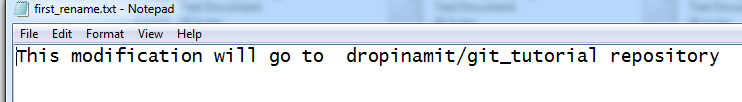 first_rename.txt - Notepad
File Edit Format View Help
This modification will go to  dropinamit/git_tutorial repository